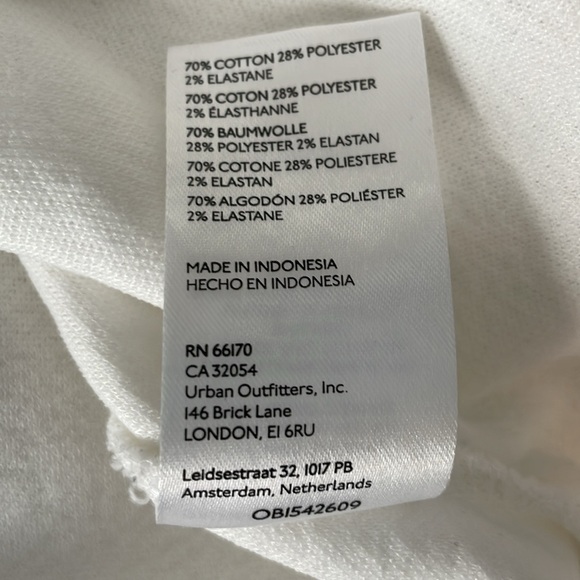 70% COTTON 28% POLYESTER
2% ELASTANE
70% COTON 28% POLYESTER
2% ÉLASTHANNE
70% BAUMWOLLE
28% POLYESTER 2% ELASTAN
70% COTONE 28% POLIESTERE
2% ELASTAN
70% ALGODÓN 28% POLIÉSTER
2% ELASTANE
MADE IN INDONESIA
HECHO EN INDONESIA
RN 66170
CA 32054
Urban Outfitters, Inc.
146 Brick Lane
LONDON, E1 6RU
Leidsestraat 32, 1017 PB
Amsterdam, Netherlands
OB1542609